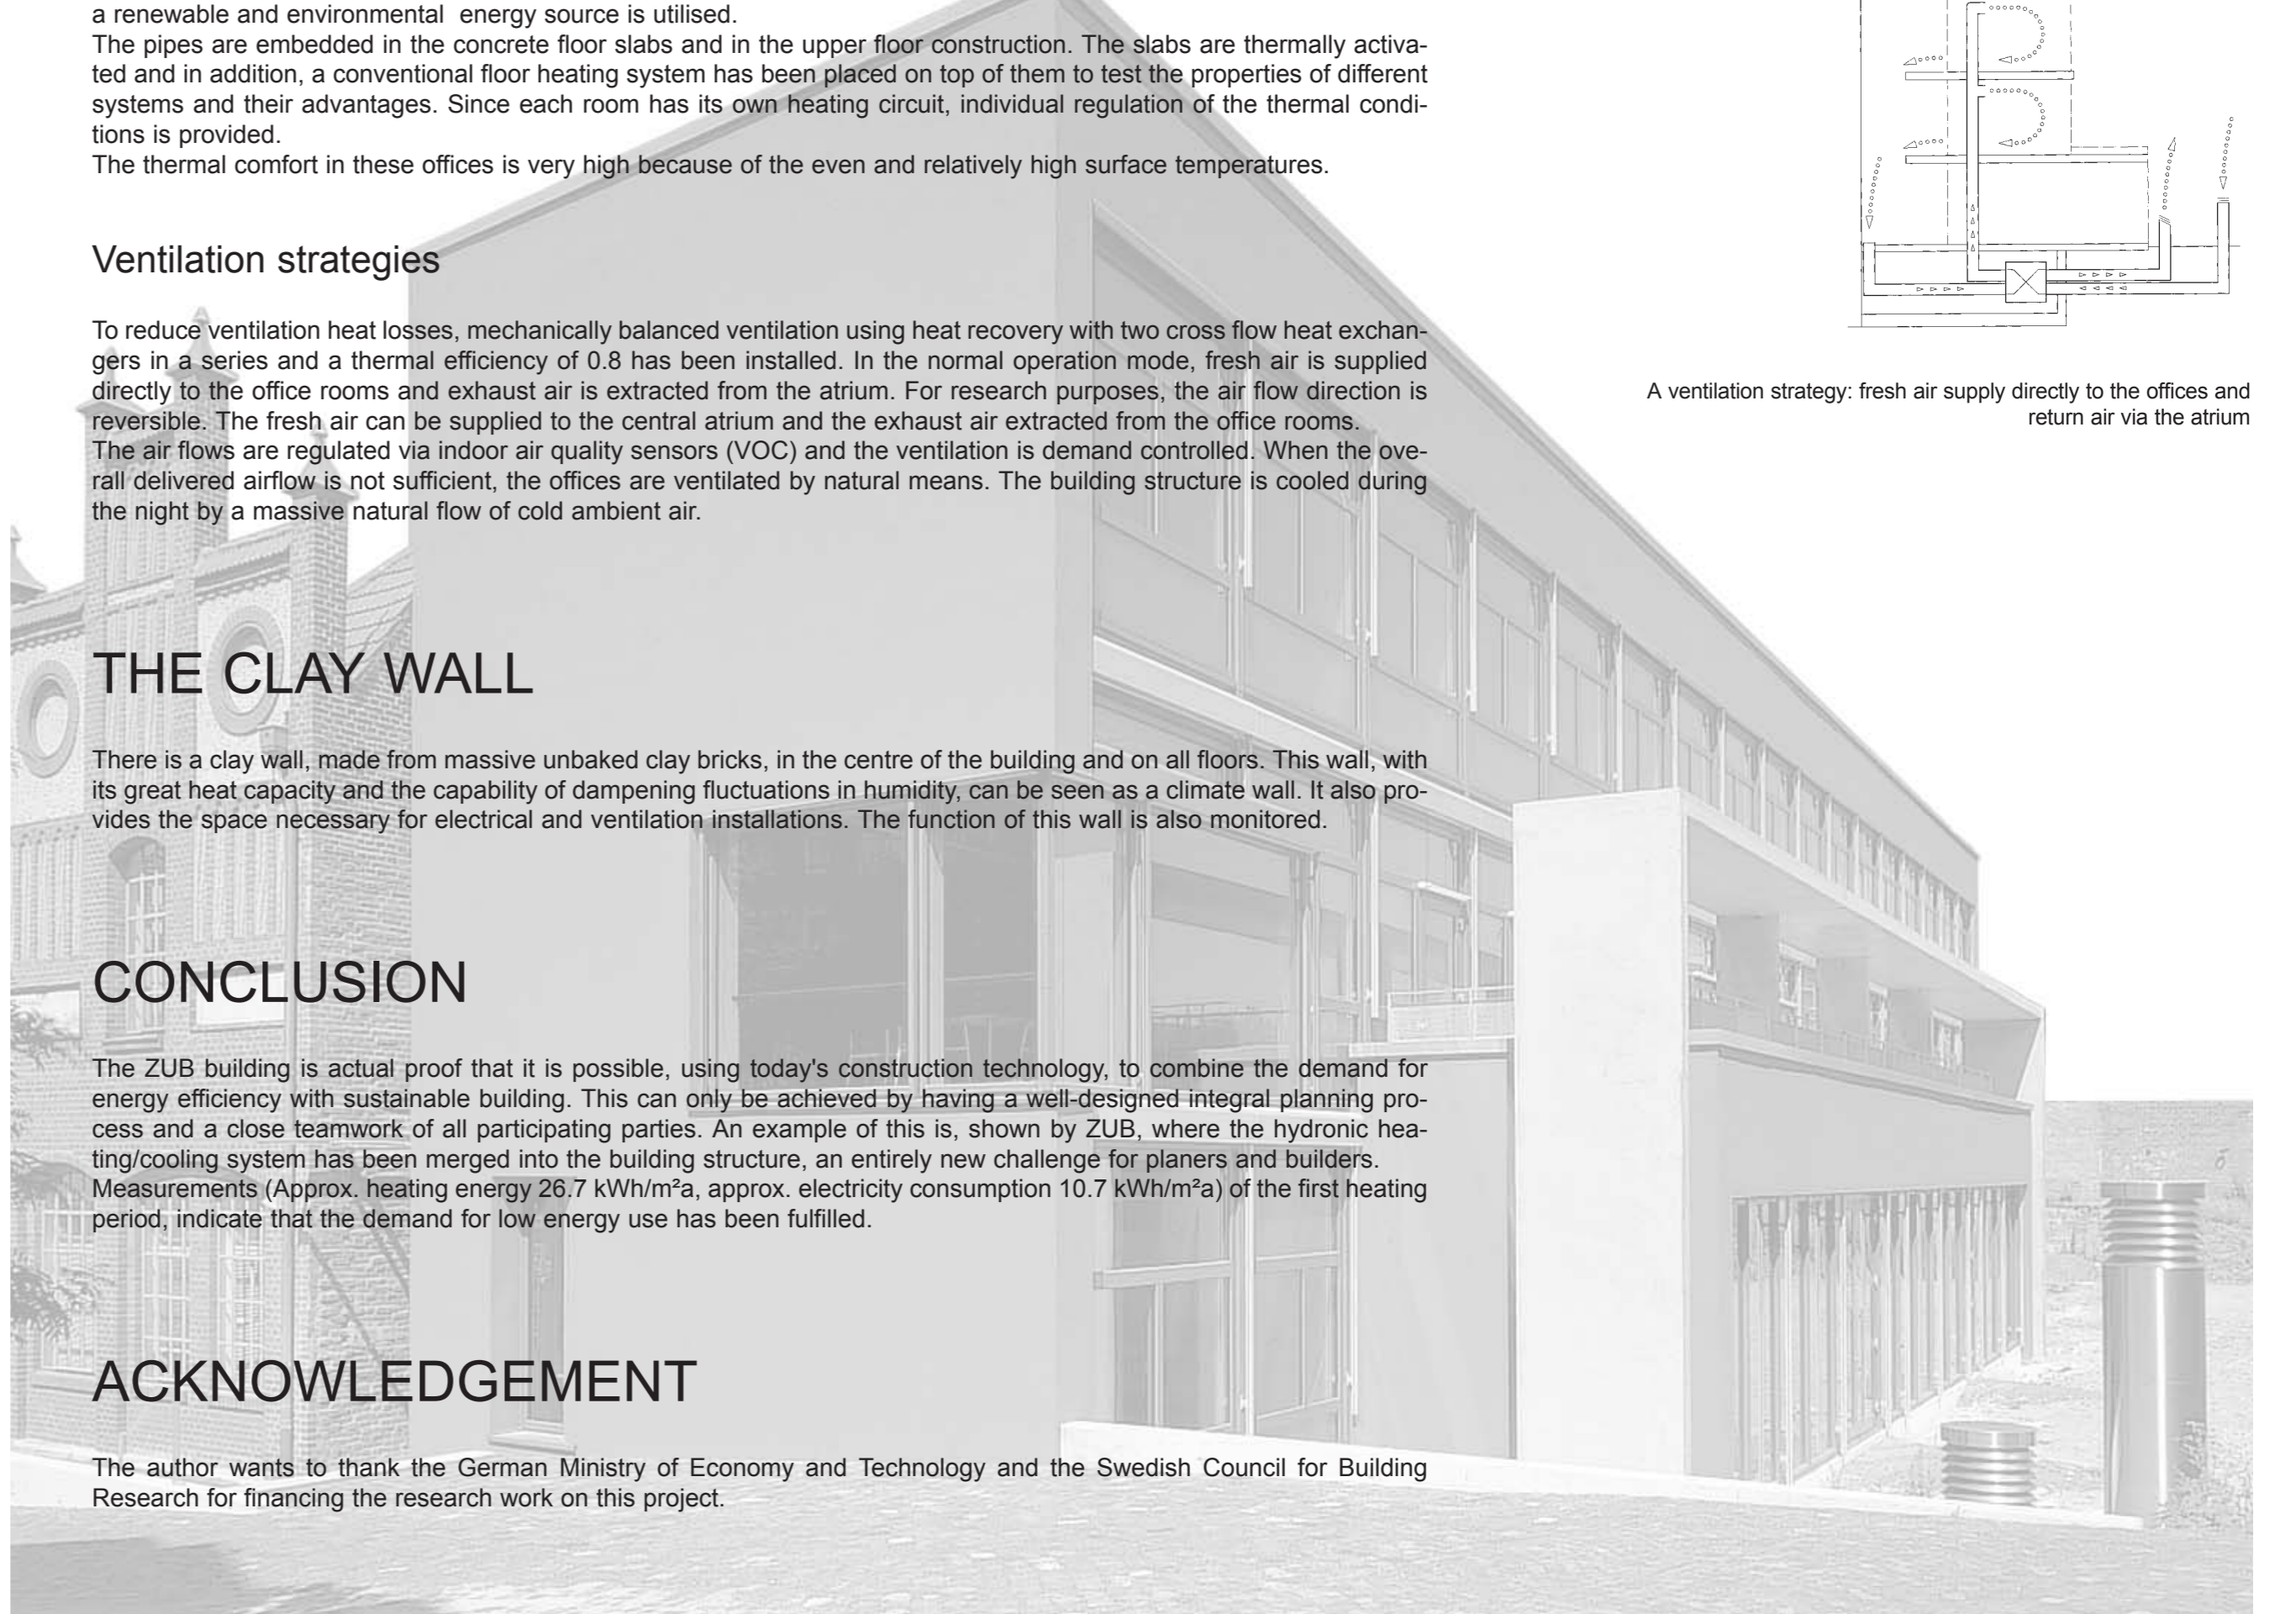 a renewable and environmental  energy source is utilised.
The pipes are embedded in the concrete floor slabs and in the upper floor construction. The slabs are thermally activa-
ted and in addition, a conventional floor heating system has been placed on top of them to test the properties of different
systems and their advantages. Since each room has its own heating circuit, individual regulation of the thermal condi-
tions is provided.
The thermal comfort in these offices is very high because of the even and relatively high surface temperatures.
Ventilation strategies
To reduce ventilation heat losses, mechanically balanced ventilation using heat recovery with two cross flow heat exchan-
gers in a series and a thermal efficiency of 0.8 has been installed. In the normal operation mode, fresh air is supplied
directly to the office rooms and exhaust air is extracted from the atrium. For research purposes, the air flow direction is
reversible. The fresh air can be supplied to the central atrium and the exhaust air extracted from the office rooms.
The air flows are regulated via indoor air quality sensors (VOC) and the ventilation is demand controlled. When the ove-
rall delivered airflow is not sufficient, the offices are ventilated by natural means. The building structure is cooled during
the night by a massive natural flow of cold ambient air.
THE CLAY WALL
There is a clay wall, made from massive unbaked clay bricks, in the centre of the building and on all floors. This wall, with
its great heat capacity and the capability of dampening fluctuations in humidity, can be seen as a climate wall. It also pro-
vides the space necessary for electrical and ventilation installations. The function of this wall is also monitored.
CONCLUSION
The ZUB building is actual proof that it is possible, using today's construction technology, to combine the demand for
energy efficiency with sustainable building. This can only be achieved by having a well-designed integral planning pro-
cess and a close teamwork of all participating parties. An example of this is, shown by ZUB, where the hydronic hea-
ting/cooling system has been merged into the building structure, an entirely new challenge for planers and builders.
Measurements (Approx. heating energy 26.7 kWh/m²a, approx. electricity consumption 10.7 kWh/m²a) of the first heating
period, indicate that the demand for low energy use has been fulfilled.
ACKNOWLEDGEMENT
The author wants to thank the German Ministry of Economy and Technology and the Swedish Council for Building
Research for financing the research work on this project.
A ventilation strategy: fresh air supply directly to the offices and
return air via the atrium